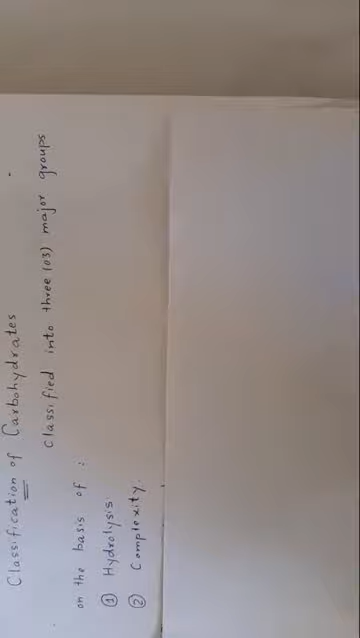 Classification of Carbohydrates
Classified into three (03) major groups
on the basis of :
① Hydrolysis
② Complexity.